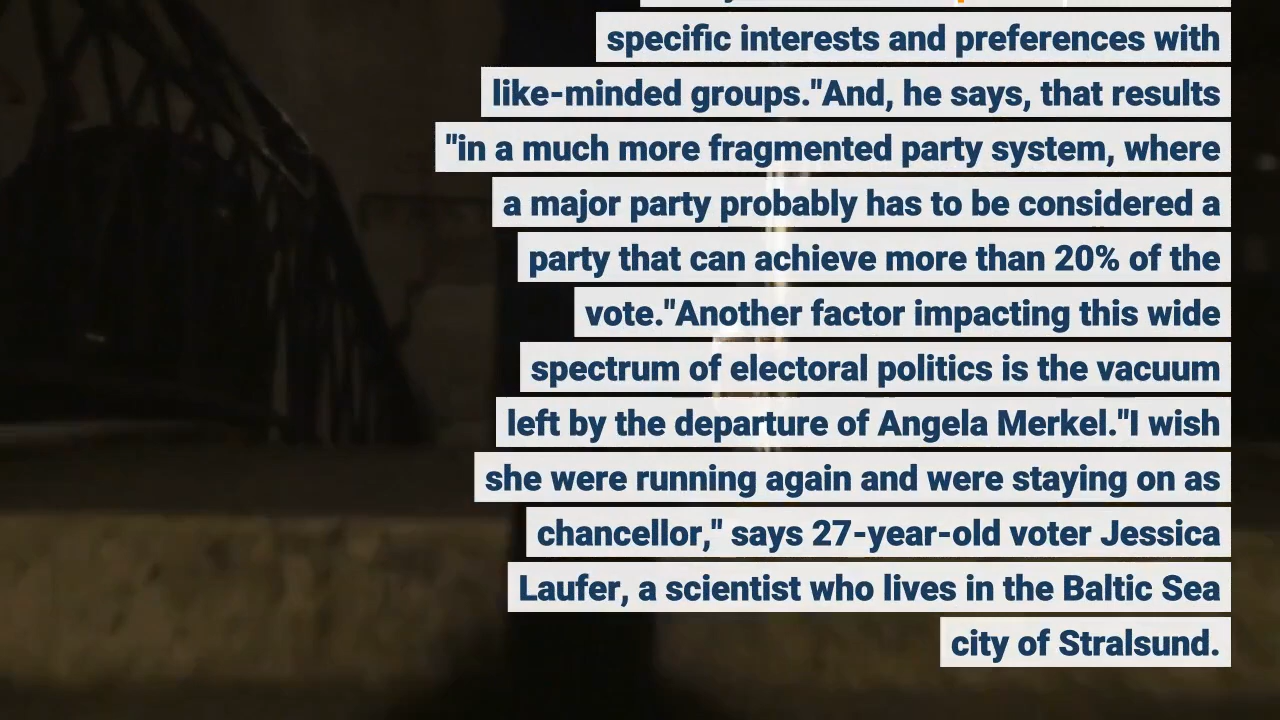 specific interests and preferences with
like-minded groups."And, he says, that results
"in a much more fragmented party system, where
a major party probably has to be considered a
party that can achieve more than 20% of the
vote."Another factor impacting this wide
spectrum of electoral politics is the vacuum
left by the departure of Angela Merkel."I wish
she were running again and were staying on as
chancellor," says 27-year-old voter Jessica
Laufer, a scientist who lives in the Baltic Sea
city of Stralsund.